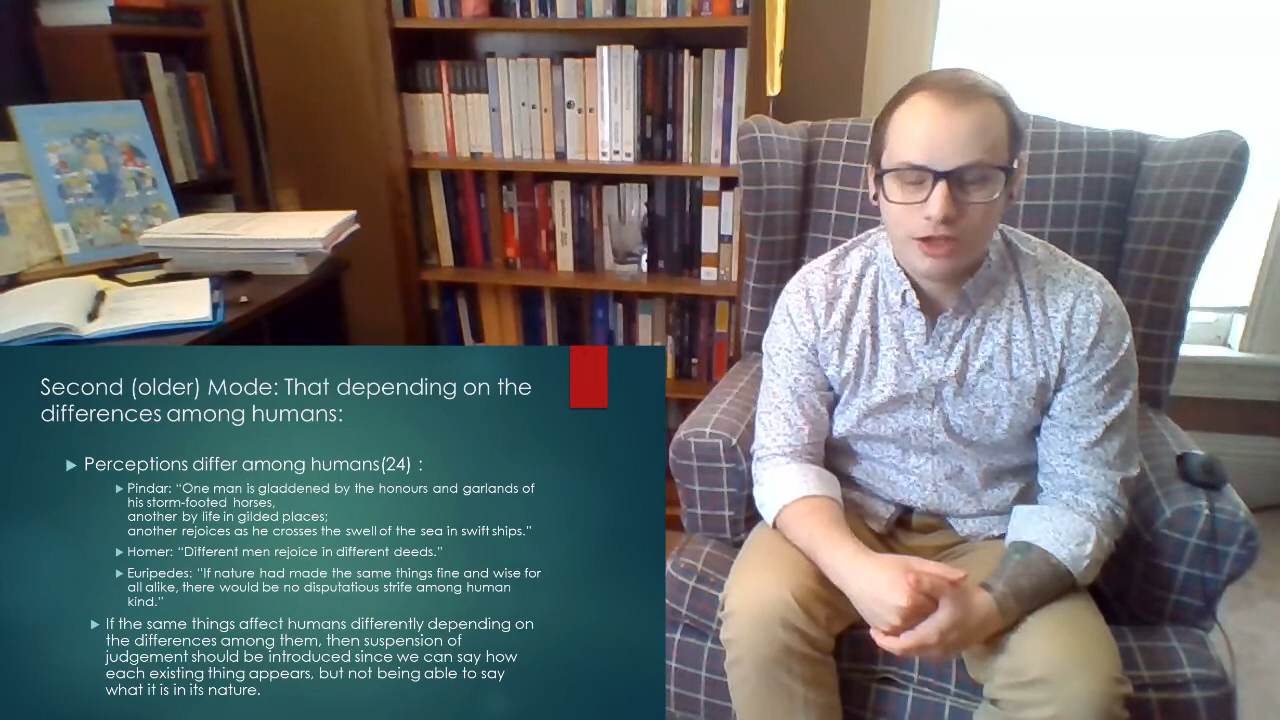 Second (older) Mode: That depending on the
differences among humans:
Perceptions differ among humans(24) :
Pindar: “One man is gladdened by the honours and garlands of
his storm-footed horses,
another by life in gilded places;
another rejoices as he crosses the swell of the sea in swift ships.”
Homer: “Different men rejoice in different deeds.”
Euripedes: “If nature had made the same things fine and wise for
all alike, there would be no disputatious strife among human
kind.”
If the same things affect humans differently depending on
the differences among them, then suspension of
judgement should be introduced since we can say how
each existing thing appears, but not being able to say
what it is in its nature.